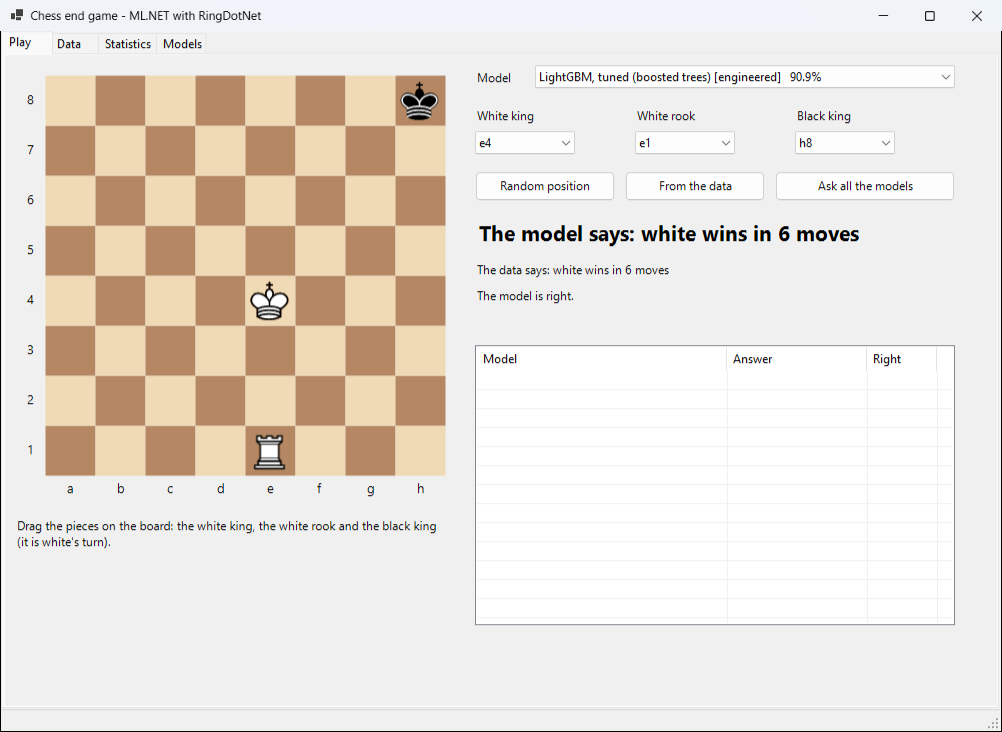 Chess end game - ML.NET with RingDotNet
Play Data Statistics Models
Model LightGBM, tuned (boosted trees) [engineered] 90.9%
White king White rook Black king
e4 e1 h8
Random position From the data Ask all the models
The model says: white wins in 6 moves
The data says: white wins in 6 moves
The model is right.
Model Answer Right
8
7
6
5
4
3
2
1
a b c d e f g h
Drag the pieces on the board: the white king, the white rook and the black king
(it is white's turn).